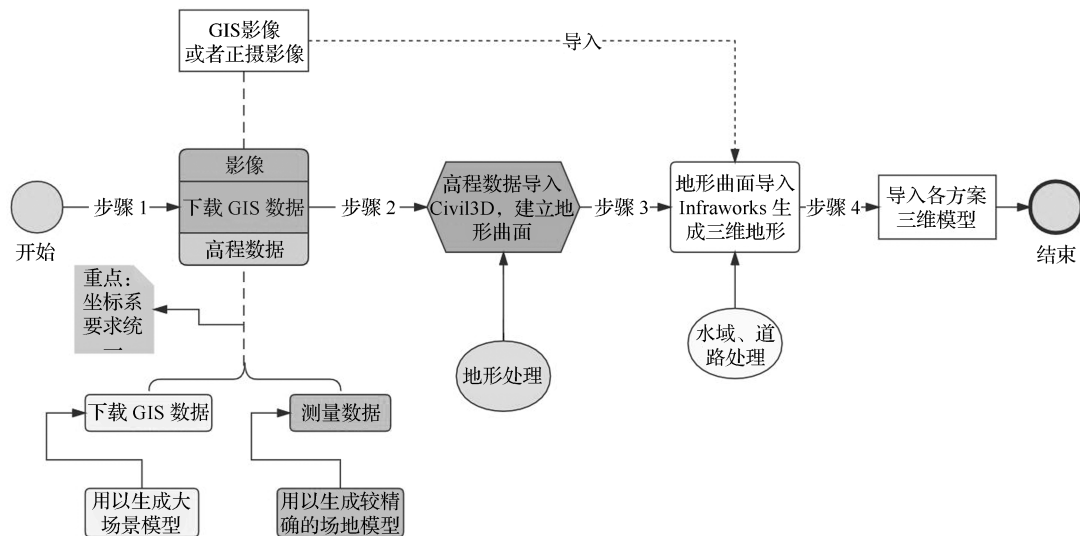 GIS影像
或者正摄影像
导入
影像
下载 GIS 数据
高程数据
开始
步骤 1
步骤 2
高程数据导入
Civil3D，建立地
形曲面
步骤 3
地形曲面导入
Infraworks 生
成三维地形
步骤 4
导入各方案
三维模型
结束
重点：
坐标系
要求统
一
地形处理
水域、道
路处理
下载 GIS 数据
测量数据
用以生成大
场景模型
用以生成较精
确的场地模型